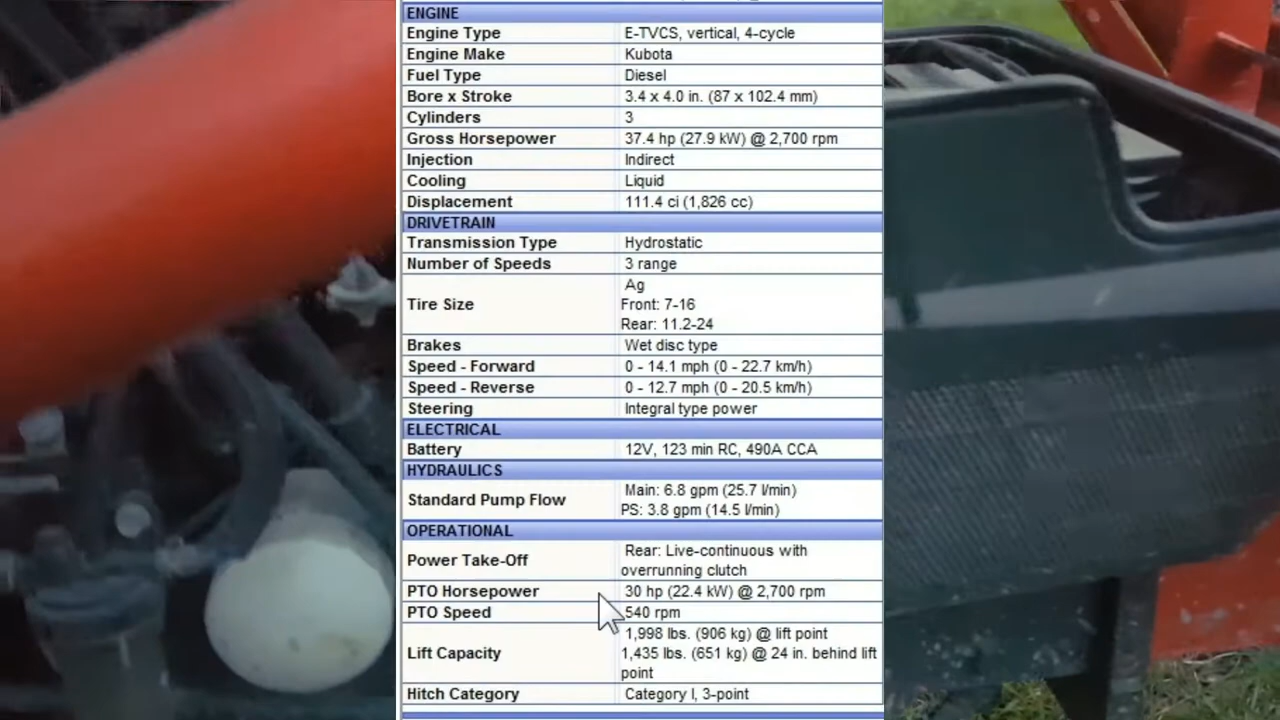 ENGINE
Engine Type E-TVCS, vertical, 4-cycle
Engine Make Kubota
Fuel Type Diesel
Bore x Stroke 3.4 x 4.0 in. (87 x 102.4 mm)
Cylinders 3
Gross Horsepower 37.4 hp (27.9 kW) @ 2,700 rpm
Injection Indirect
Cooling Liquid
Displacement 111.4 ci (1,826 cc)
DRIVETRAIN
Transmission Type Hydrostatic
Number of Speeds 3 range
Tire Size Ag
Front: 7-16
Rear: 11.2-24
Brakes Wet disc type
Speed - Forward 0 - 14.1 mph (0 - 22.7 km/h)
Speed - Reverse 0 - 12.7 mph (0 - 20.5 km/h)
Steering Integral type power
ELECTRICAL
Battery 12V, 123 min RC, 490A CCA
HYDRAULICS
Standard Pump Flow Main: 6.8 gpm (25.7 l/min)
PS: 3.8 gpm (14.5 l/min)
OPERATIONAL
Power Take-Off Rear: Live-continuous with
overrunning clutch
PTO Horsepower 30 hp (22.4 kW) @ 2,700 rpm
PTO Speed 540 rpm
Lift Capacity 1,998 lbs. (906 kg) @ lift point
1,435 lbs. (651 kg) @ 24 in. behind lift
point
Hitch Category Category I, 3-point